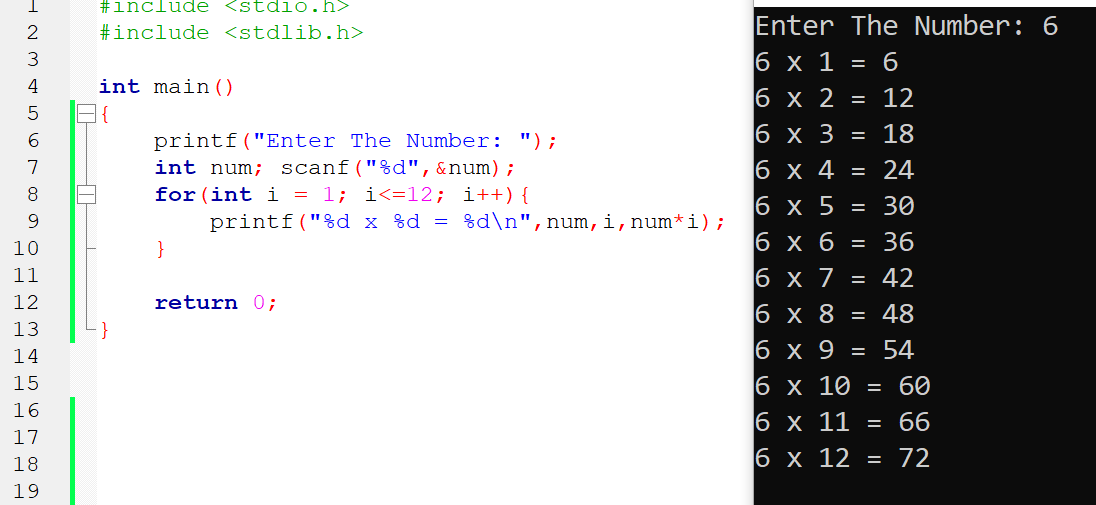 1 #include <stdio.h>
2 #include <stdlib.h>
3
4 int main()
5 {
6 printf("Enter The Number: ");
7 int num; scanf("%d",&num);
8 for(int i = 1; i<=12; i++){
9 printf("%d x %d = %d\n",num,i,num*i);
10 }
11
12 return 0;
13 }
14
15
16
17
18
19
Enter The Number: 6
6 x 1 = 6
6 x 2 = 12
6 x 3 = 18
6 x 4 = 24
6 x 5 = 30
6 x 6 = 36
6 x 7 = 42
6 x 8 = 48
6 x 9 = 54
6 x 10 = 60
6 x 11 = 66
6 x 12 = 72